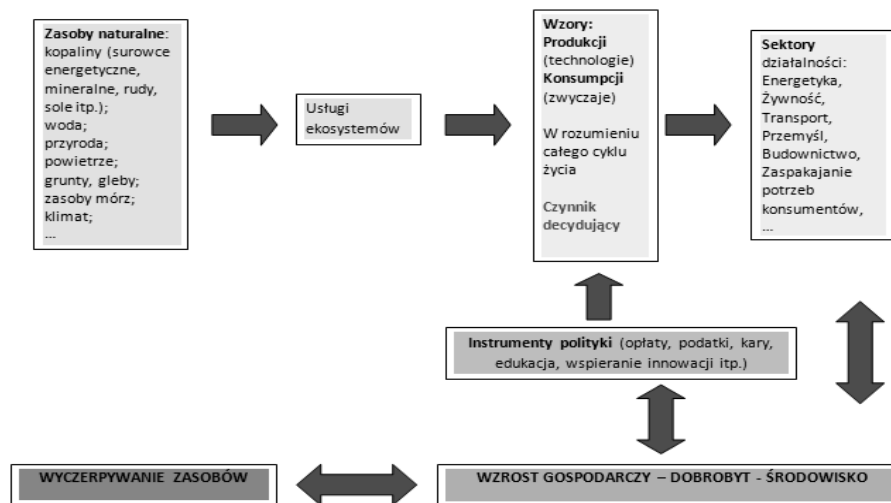 Zasoby naturalne:
kopaliny (surowce
energetyczne,
mineralne, rudy,
sole itp.);
woda;
przyroda;
powietrze;
grunty, gleby;
zasoby mórz;
klimat;
...
Usługi
ekosystemów
Wzory:
Produkcji
(technologie)
Konsumpcji
(zwyczaje)
W rozumieniu
całego cyklu
życia
Czynnik
decydujący
Sektory
działalności:
Energetyka,
Żywność,
Transport,
Przemyśl,
Budownictwo,
Zaspakajanie
potrzeb
konsumentów,
...
Instrumenty polityki (opłaty, podatki, kary,
edukacja, wspieranie innowacji itp.)
WYCZERPYWANIE ZASOBÓW
WZROST GOSPODARCZY – DOBROBYT - ŚRODOWISKO